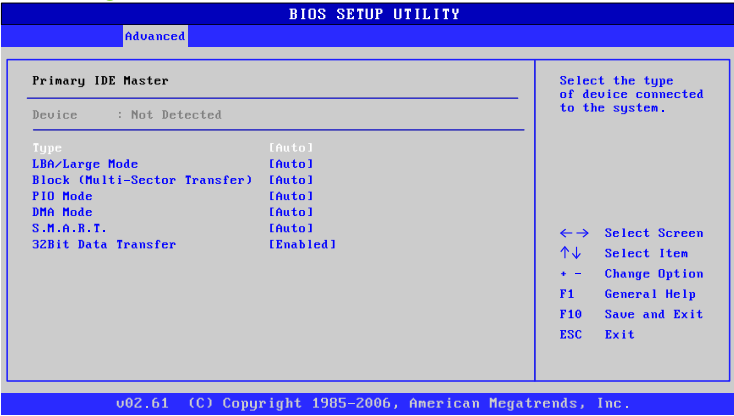 BIOS SETUP UTILITY
Advanced
Primary IDE Master
Device : Not Detected
Type [Auto]
LBA/Large Mode [Auto]
Block (Multi-Sector Transfer) [Auto]
PIO Mode [Auto]
DMA Mode [Auto]
S.M.A.R.T. [Auto]
32Bit Data Transfer [Enabled]
Select the type
of device connected
to the system.
←→ Select Screen
↑↓ Select Item
+ - Change Option
F1 General Help
F10 Save and Exit
ESC Exit
v02.61 (C) Copyright 1985-2006, American Megatrends, Inc.